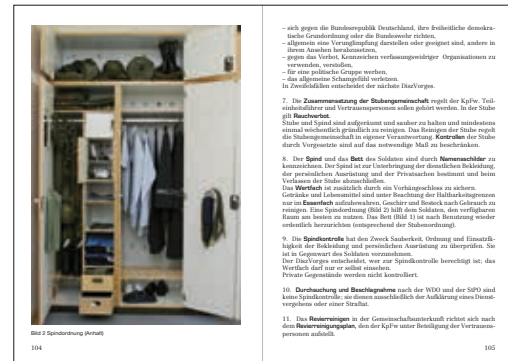 Bild 2 Spindordnung (Anhalt)
104
– sich gegen die Bundesrepublik Deutschland, ihre freiheitliche demokra-
tische Grundordnung oder die Bundeswehr richten,
– allgemein eine Verunglimpfung darstellen oder geeignet sind, andere in
ihrem Ansehen herabzusetzen,
– gegen das Verbot, Kennzeichen verfassungswidriger Organisationen zu
verwenden, verstoßen,
– für eine politische Gruppe werben,
– das allgemeine Schamgefühl verletzen.
In Zweifelsfällen entscheidet der nächste DiszVorges.
7. Die Zusammensetzung der Stubengemeinschaft regelt der KpFw. Teil-
einheitsführer und Vertrauenspersonen sollen gehört werden. In der Stube
gilt Rauchverbot.
Stube und Spind sind aufgeräumt und sauber zu halten und mindestens
einmal wöchentlich gründlich zu reinigen. Das Reinigen der Stube regelt
die Stubengemeinschaft in eigener Verantwortung. Kontrollen der Stube
durch Vorgesetzte sind auf das notwendige Maß zu beschränken.
8. Der Spind und das Bett des Soldaten sind durch Namensschilder zu
kennzeichnen. Der Spind ist zur Unterbringung der dienstlichen Bekleidung,
der persönlichen Ausrüstung und der Privatsachen bestimmt und beim
Verlassen der Stube abzuschließen.
Das Wertfach ist zusätzlich durch ein Vorhängeschloss zu sichern.
Getränke und Lebensmittel sind unter Beachtung der Haltbarkeitsgrenzen
nur im Essenfach aufzubewahren, Geschirr und Besteck nach Gebrauch zu
reinigen. Eine Spindordnung (Bild 2) hilft dem Soldaten, den verfügbaren
Raum am besten zu nutzen. Das Bett (Bild 1) ist nach Benutzung wieder
ordentlich herzurichten (entsprechend der Stubenordnung).
9. Die Spindkontrolle hat den Zweck Sauberkeit, Ordnung und Einsatzfä-
higkeit der Bekleidung und persönlichen Ausrüstung zu überprüfen. Sie
ist in Gegenwart des Soldaten vorzunehmen.
Der DiszVorges entscheidet, wer zur Spindkontrolle berechtigt ist; das
Wertfach darf nur er selbst einsehen.
Private Gegenstände werden nicht kontrolliert.
10. Durchsuchung und Beschlagnahme nach der WDO und der StPO sind
keine Spindkontrolle; sie dienen ausschließlich der Aufklärung eines Dienst-
vergehens oder einer Straftat.
11. Das Revierreinigen in der Gemeinschaftsunterkunft richtet sich nach
dem Revierreinigungsplan, den der KpFw unter Beteiligung der Vertrauens-
personen aufstellt.
105